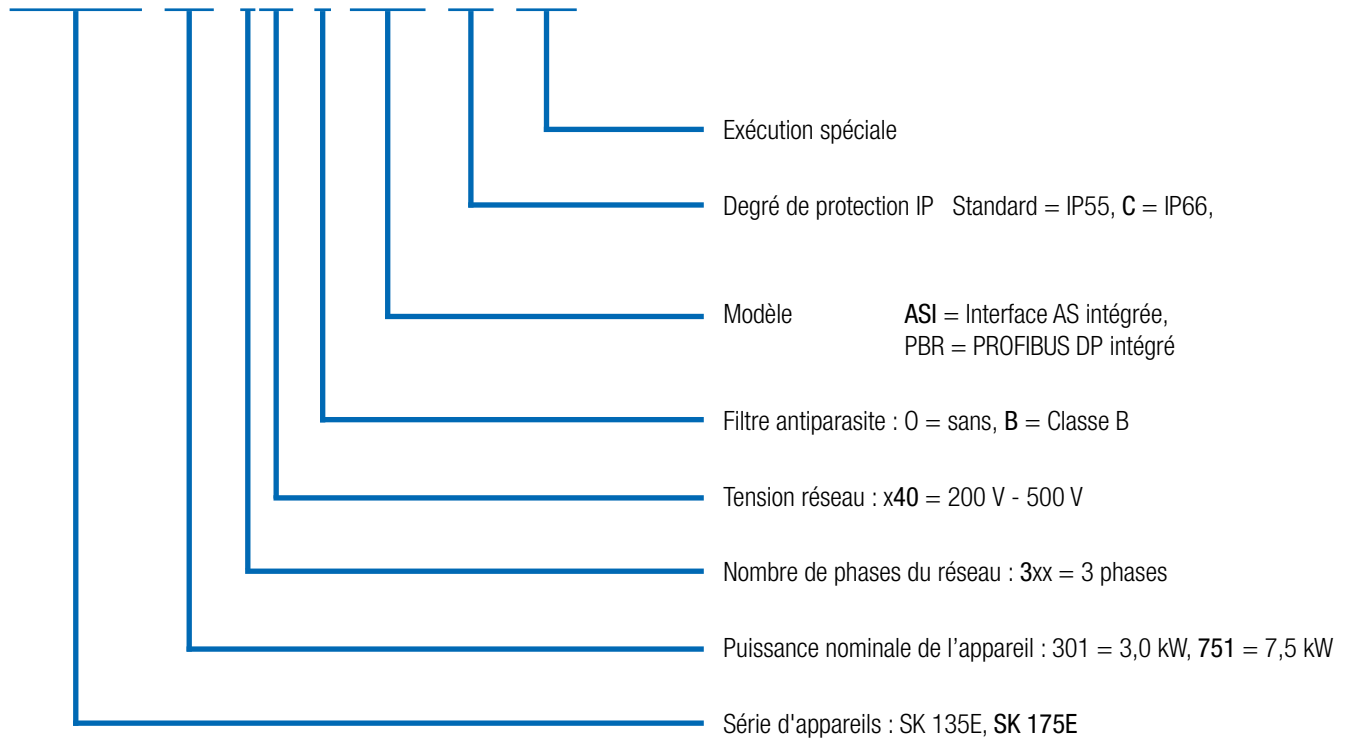 Exécution spéciale
Degré de protection IP Standard = IP55, C = IP66,
Modèle ASI = Interface AS intégrée,
PBR = PROFIBUS DP intégré
Filtre antiparasite : O = sans, B = Classe B
Tension réseau : x40 = 200 V - 500 V
Nombre de phases du réseau : 3xx = 3 phases
Puissance nominale de l’appareil : 301 = 3,0 kW, 751 = 7,5 kW
Série d'appareils : SK 135E, SK 175E